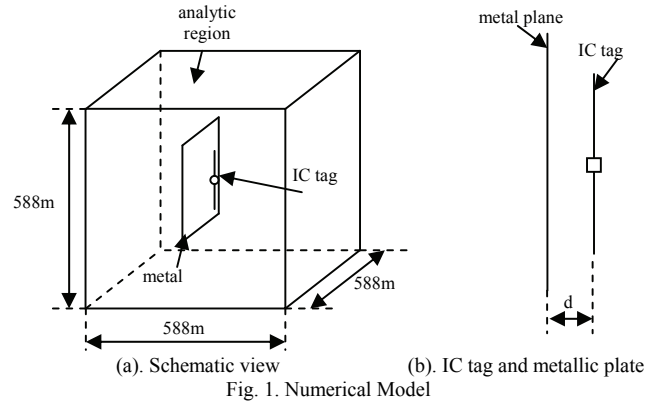 analytic
region
metal plane
IC tag
IC tag
588m
metal
588m
588m
d
(a). Schematic view
(b). IC tag and metallic plate
Fig. 1. Numerical Model